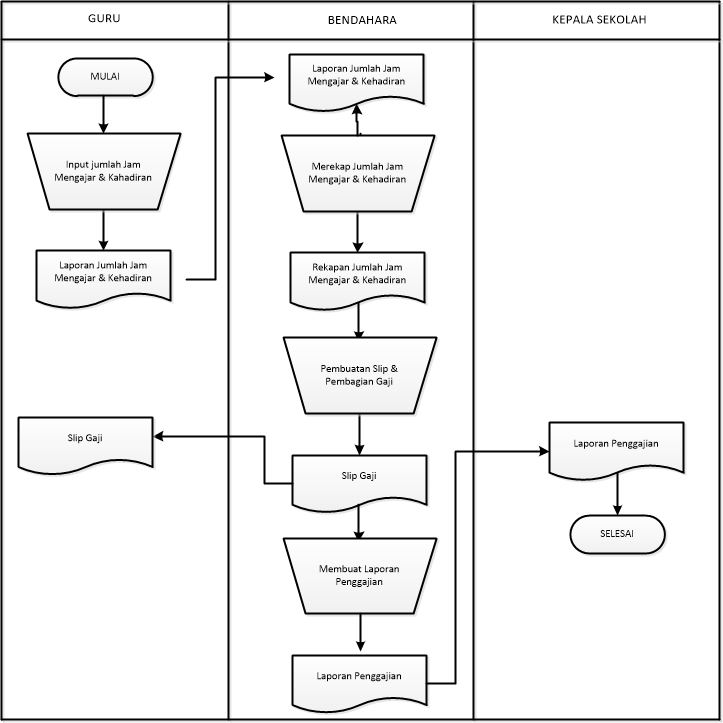 GURU
BENDAHARA
KEPALA SEKOLAH
MULAI
Input jumlah Jam
Mengajar & Kahadiran
Laporan Jumlah Jam
Mengajar & Kehadiran
Slip Gaji
Laporan Jumlah Jam
Mengajar & Kehadiran
Merekap Jumlah Jam
Mengajar & Kehadiran
Rekapan Jumlah Jam
Mengajar & Kehadiran
Pembuatan Slip &
Pembagian Gaji
Slip Gaji
Membuat Laporan
Penggajian
Laporan Penggajian
Laporan Penggajian
SELESAI